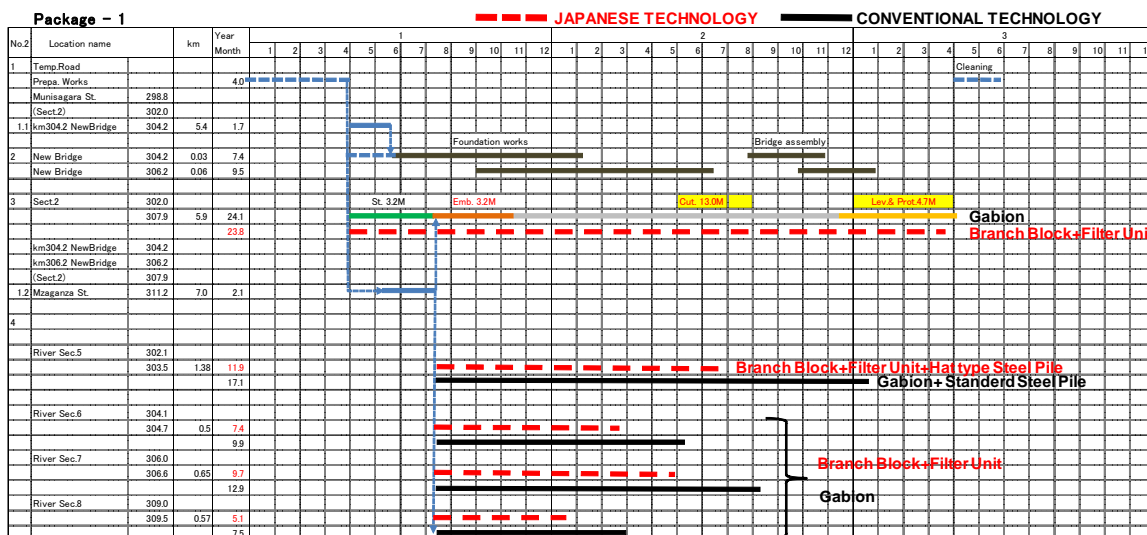 Package - 1
JAPANESE TECHNOLOGY CONVENTIONAL TECHNOLOGY
No.2 Location name km Year 1 2 3
Month 1 2 3 4 5 6 7 8 9 10 11 12 1 2 3 4 5 6 7 8 9 10 11 12 1 2 3 4 5 6 7 8 9 10 11
1 Temp.Road Cleaning
Prepa. Works 4.0
Munisagara St. 298.8
(Sect.2) 302.0
1.1 km304.2 NewBridge 304.2 5.4 1.7
Foundation works Bridge assembly
2 New Bridge 304.2 0.03 7.4
New Bridge 306.2 0.06 9.5
3 Sect.2 302.0 St. 3.2M Emb. 3.2M Cut. 13.0M Lev.& Prot.4.7M
307.9 5.9 24.1 Gabion
23.8 Branch Block+Filter Uni
km304.2 NewBridge 304.2
km306.2 NewBridge 306.2
(Sect.2) 307.9
1.2 Mzaganza St. 311.2 7.0 2.1
4
River Sec.5 302.1
303.5 1.38 11.9 Branch Block+Filter Unit+Hat type Steel Pile
17.1 Gabion+ Standerd Steel Pile
River Sec.6 304.1
304.7 0.5 7.4
9.9
River Sec.7 306.0 Branch Block+Filter Unit
306.6 0.65 9.7
12.9 Gabion
River Sec.8 309.0
309.5 0.57 5.1
7.5